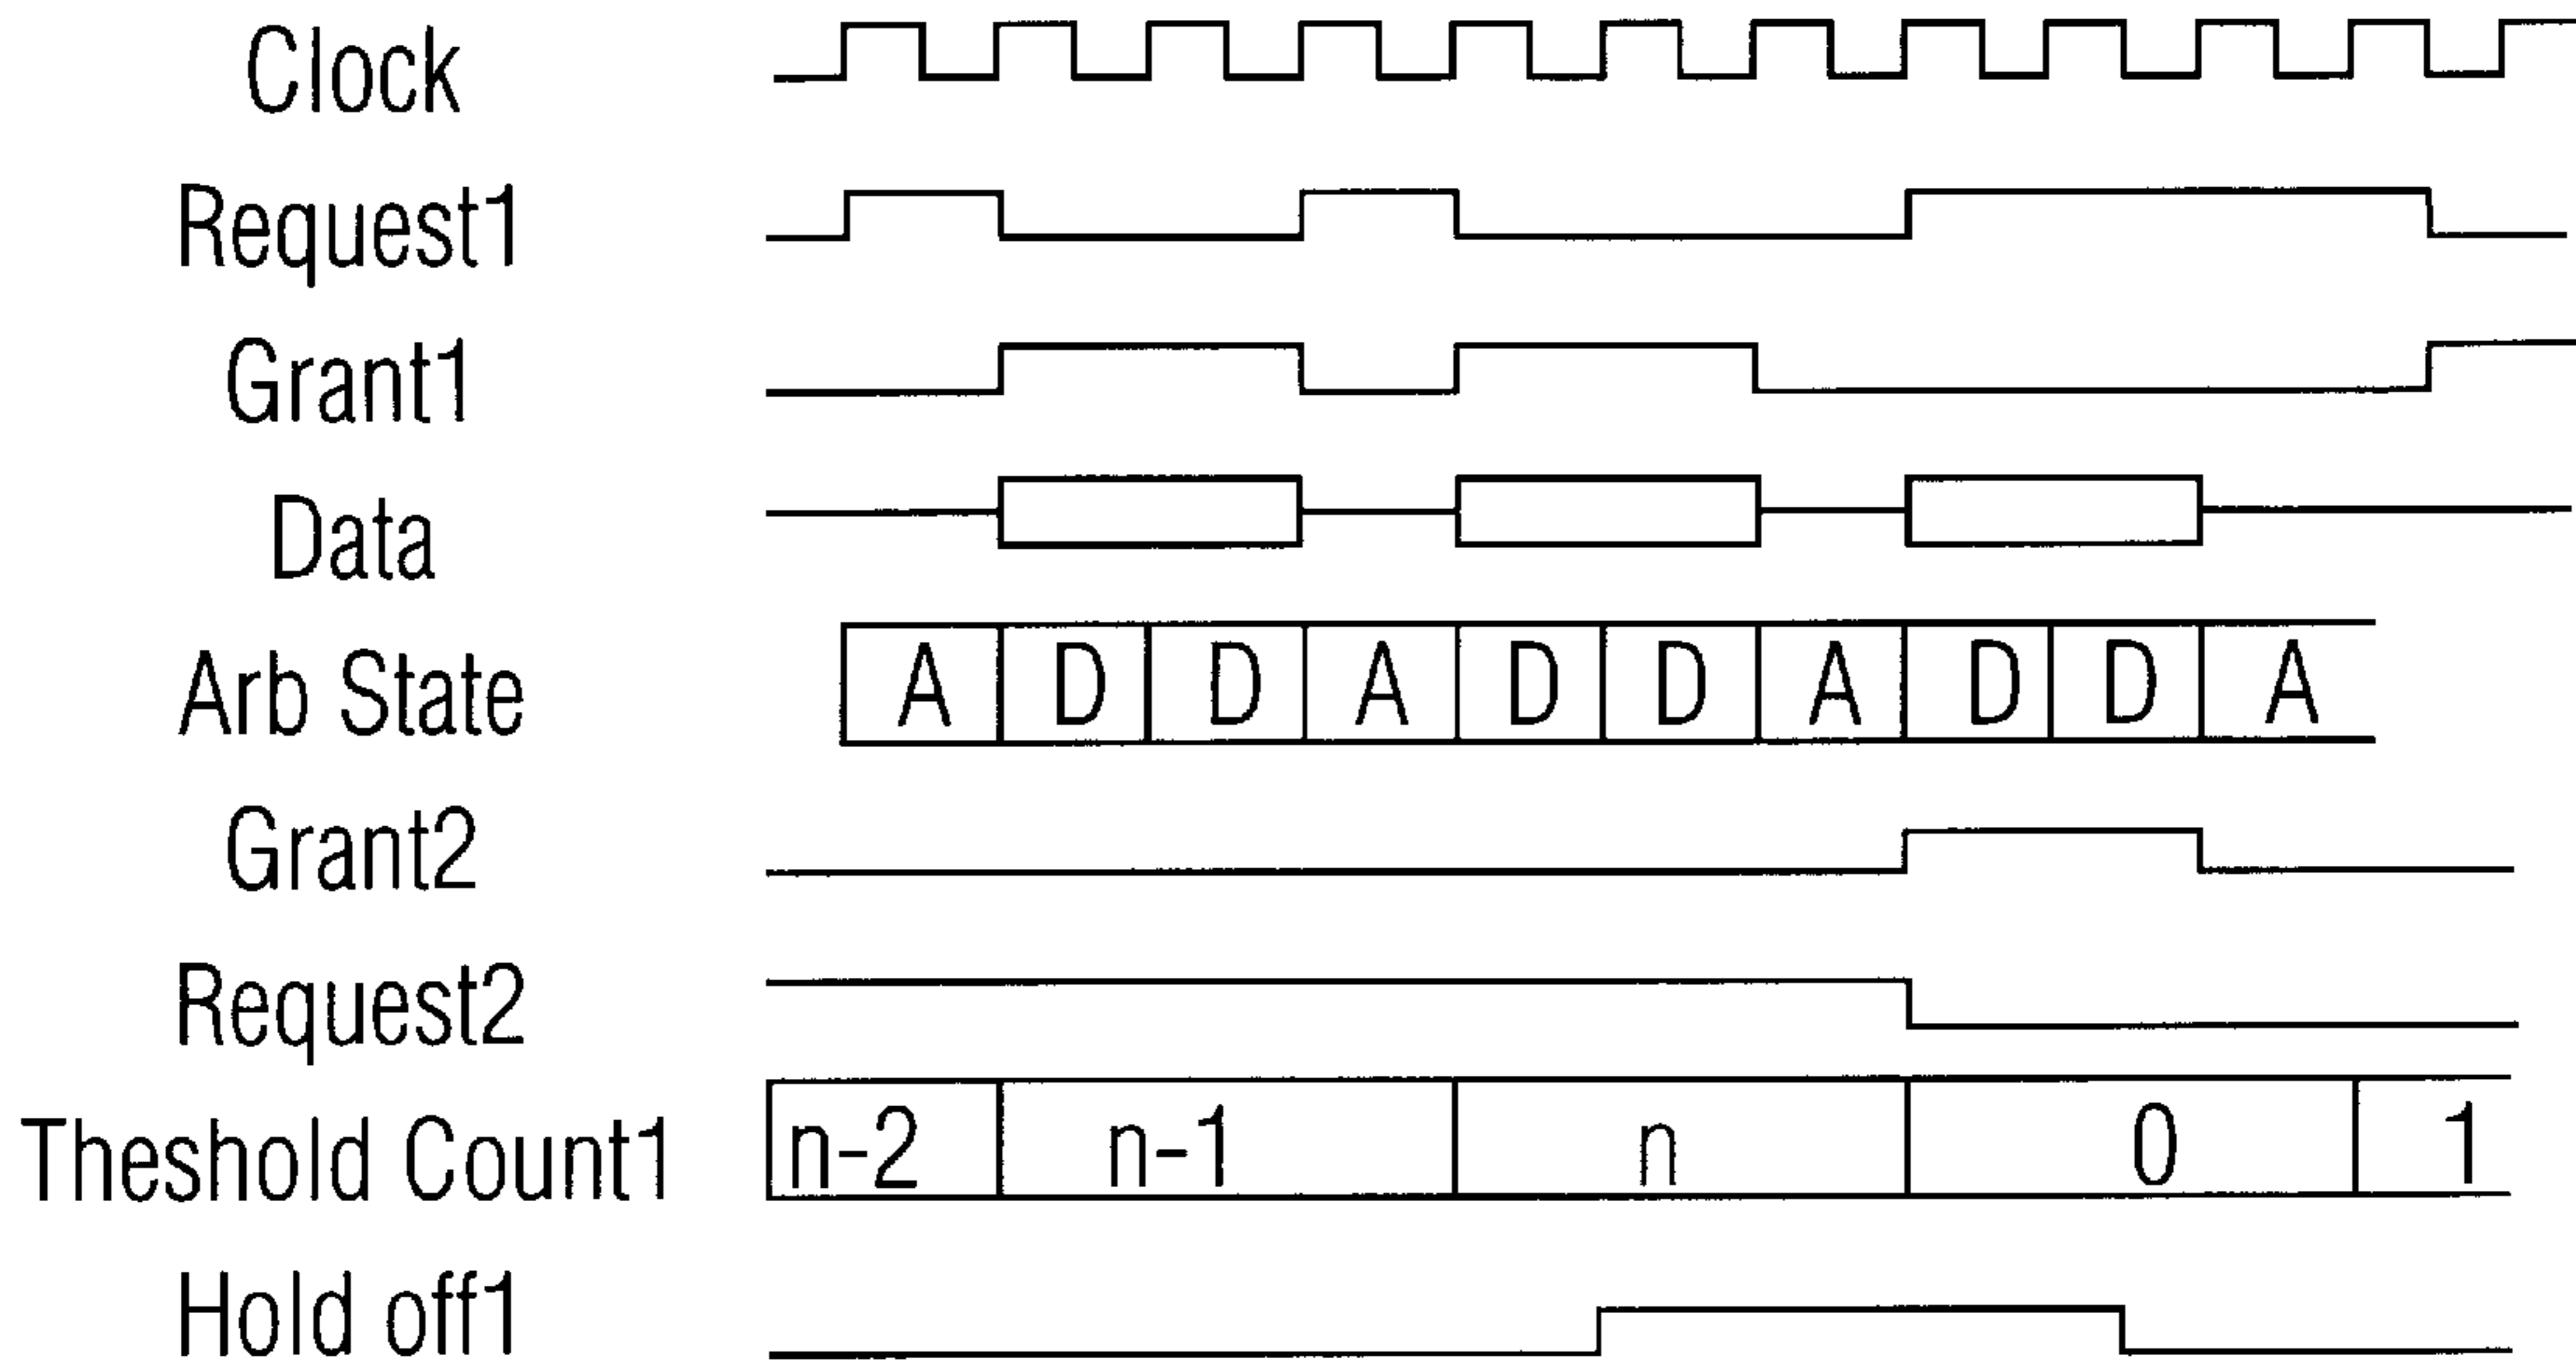 Clock
Request1
Grant1
Data
Arb State A D D A D D A D D A
Grant2
Request2
Theshold Count1 n-2 n-1 n 0 1
Hold off1